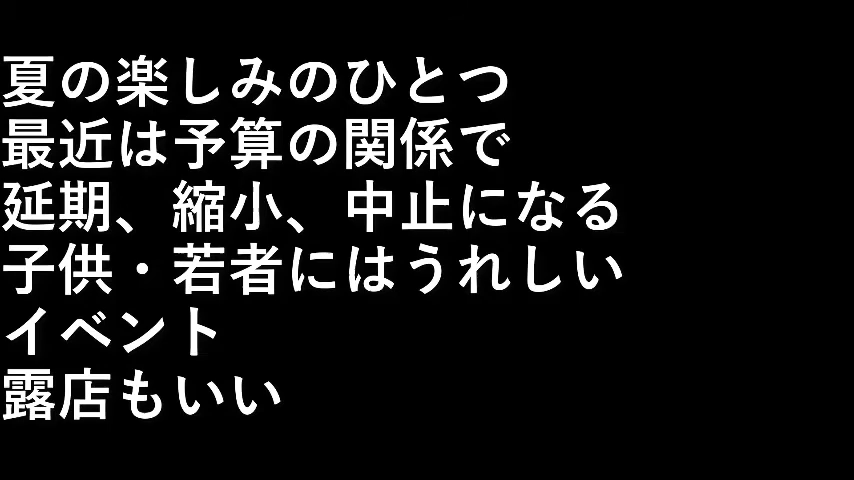 夏の楽しみのひとつ
最近は予算の関係で
延期、縮小、中止になる
子供・若者にはうれしい
イベント
露店もいい